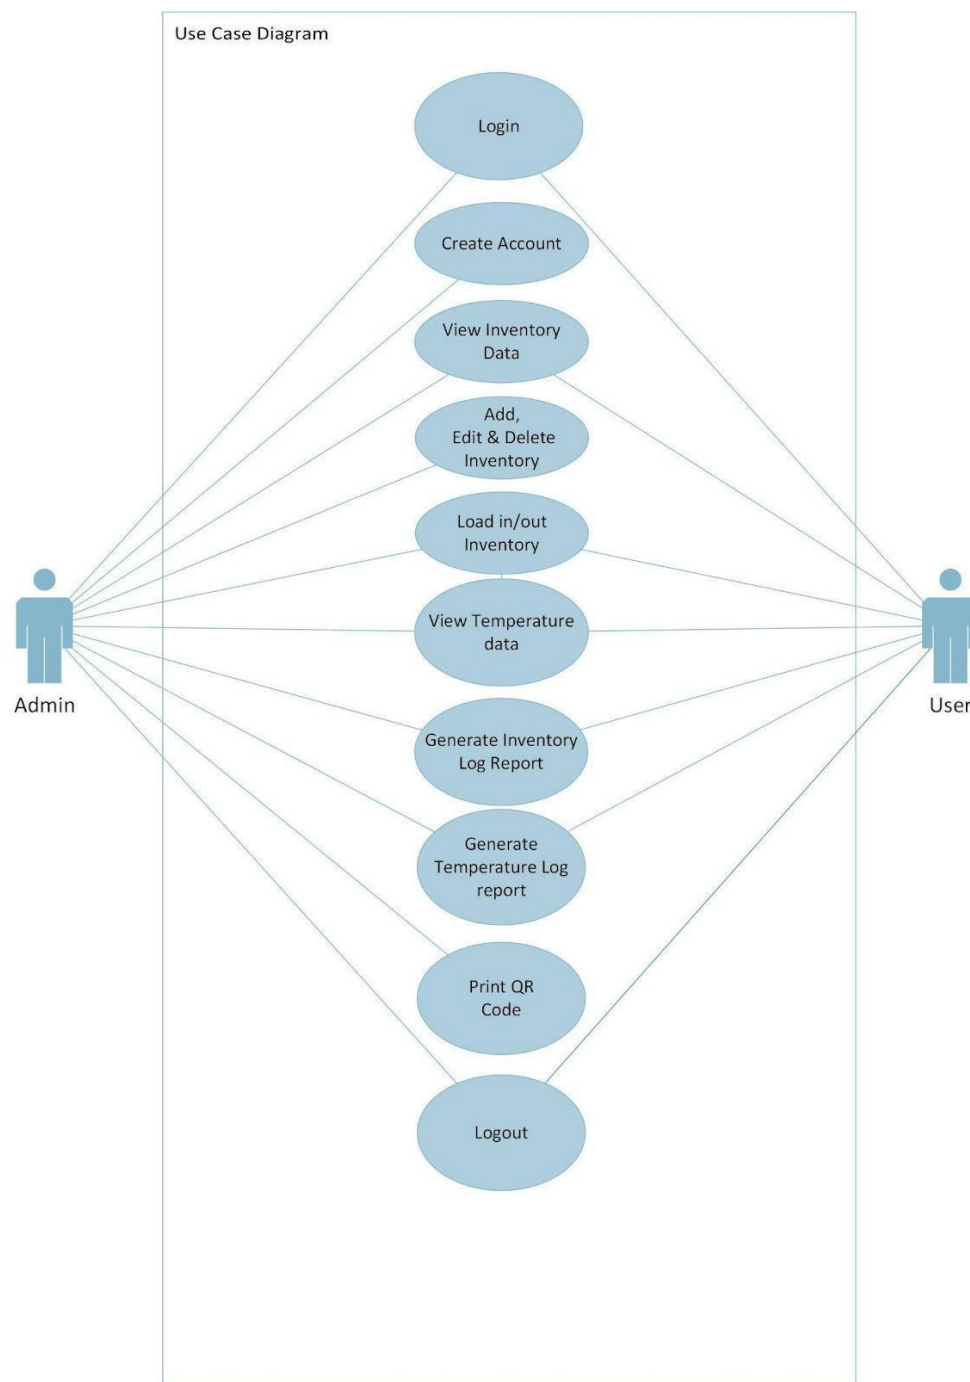 Use Case Diagram
Login
Create Account
View Inventory
Data
Add,
Edit & Delete
Inventory
Load in/out
Inventory
View Temperature
data
Admin
User
Generate Inventory
Log Report
Generate
Temperature Log
report
Print QR
Code
Logout